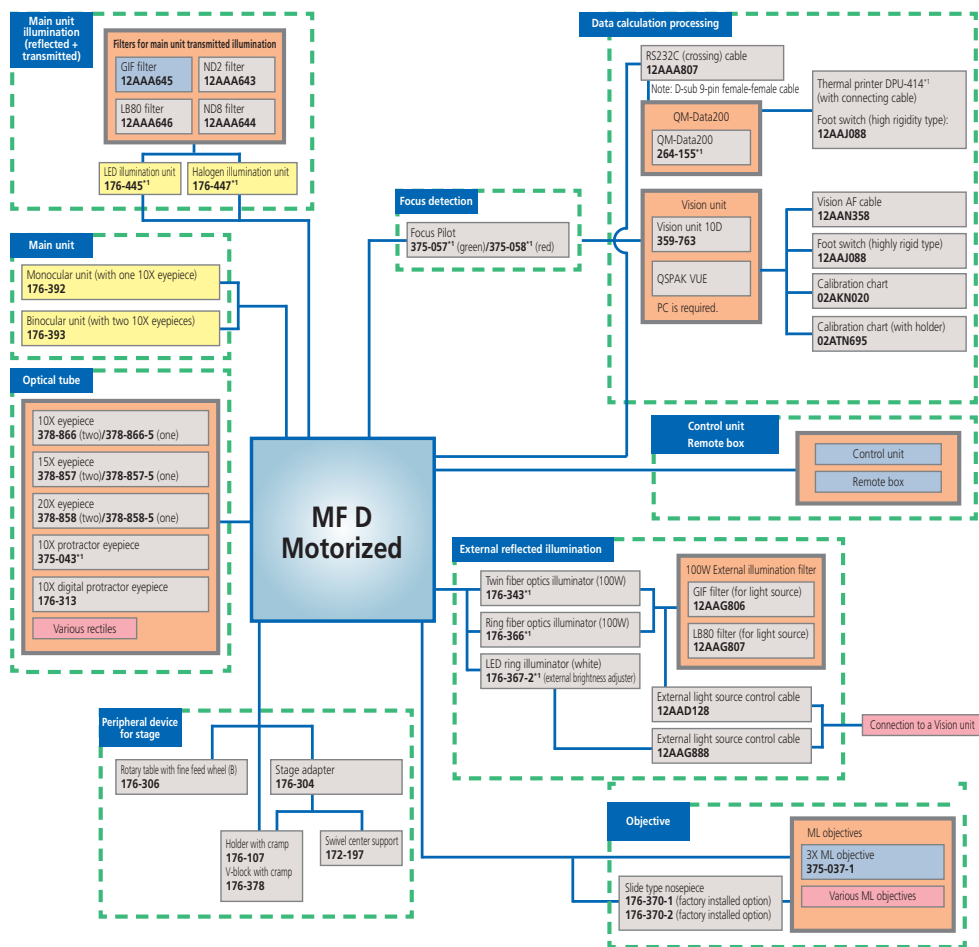 Main unit
illumination
(reflected +
transmitted)
Filters for main unit transmitted illumination
GIF filter
12AAA645
ND2 filter
12AAA643
LB80 filter
12AAA646
ND8 filter
12AAA644
LED illumination unit
176-445*1
Halogen illumination unit
176-447*1
Main unit
Monocular unit (with one 10X eyepiece)
176-392
Binocular unit (with two 10X eyepieces)
176-393
Optical tube
10X eyepiece
378-866 (two)/378-866-5 (one)
15X eyepiece
378-857 (two)/378-857-5 (one)
20X eyepiece
378-858 (two)/378-858-5 (one)
10X protractor eyepiece
375-043*1
10X digital protractor eyepiece
176-313
Various rectiles
Focus detection
Focus Pilot
375-057*1 (green)/375-058*1 (red)
Data calculation processing
RS232C (crossing) cable
12AAA807
Note: D-sub 9-pin female-female cable
QM-Data200
QM-Data200
264-155*1
Thermal printer DPU-414*1
(with connecting cable)
Foot switch (high rigidity type):
12AAJ088
Vision unit
Vision unit 10D
359-763
QSPAK VUE
PC is required.
Vision AF cable
12AAN358
Foot switch (highly rigid type)
12AAJ088
Calibration chart
02AKN020
Calibration chart (with holder)
02ATN695
Control unit
Remote box
Control unit
Remote box
MF D
Motorized
External reflected illumination
Twin fiber optics illuminator (100W)
176-343*1
Ring fiber optics illuminator (100W)
176-366*1
LED ring illuminator (white)
176-367-2*1 (external brightness adjuster)
100W External illumination filter
GIF filter (for light source)
12AAG806
LB80 filter (for light source)
12AAG807
External light source control cable
12AAD128
External light source control cable
12AAG888
Connection to a Vision unit
Peripheral device
for stage
Rotary table with fine feed wheel (B)
176-306
Stage adapter
176-304
Holder with cramp
176-107
V-block with cramp
176-378
Swivel center support
172-197
Objective
ML objectives
3X ML objective
375-037-1
Various ML objectives
Slide type nosepiece
176-370-1 (factory installed option)
176-370-2 (factory installed option)